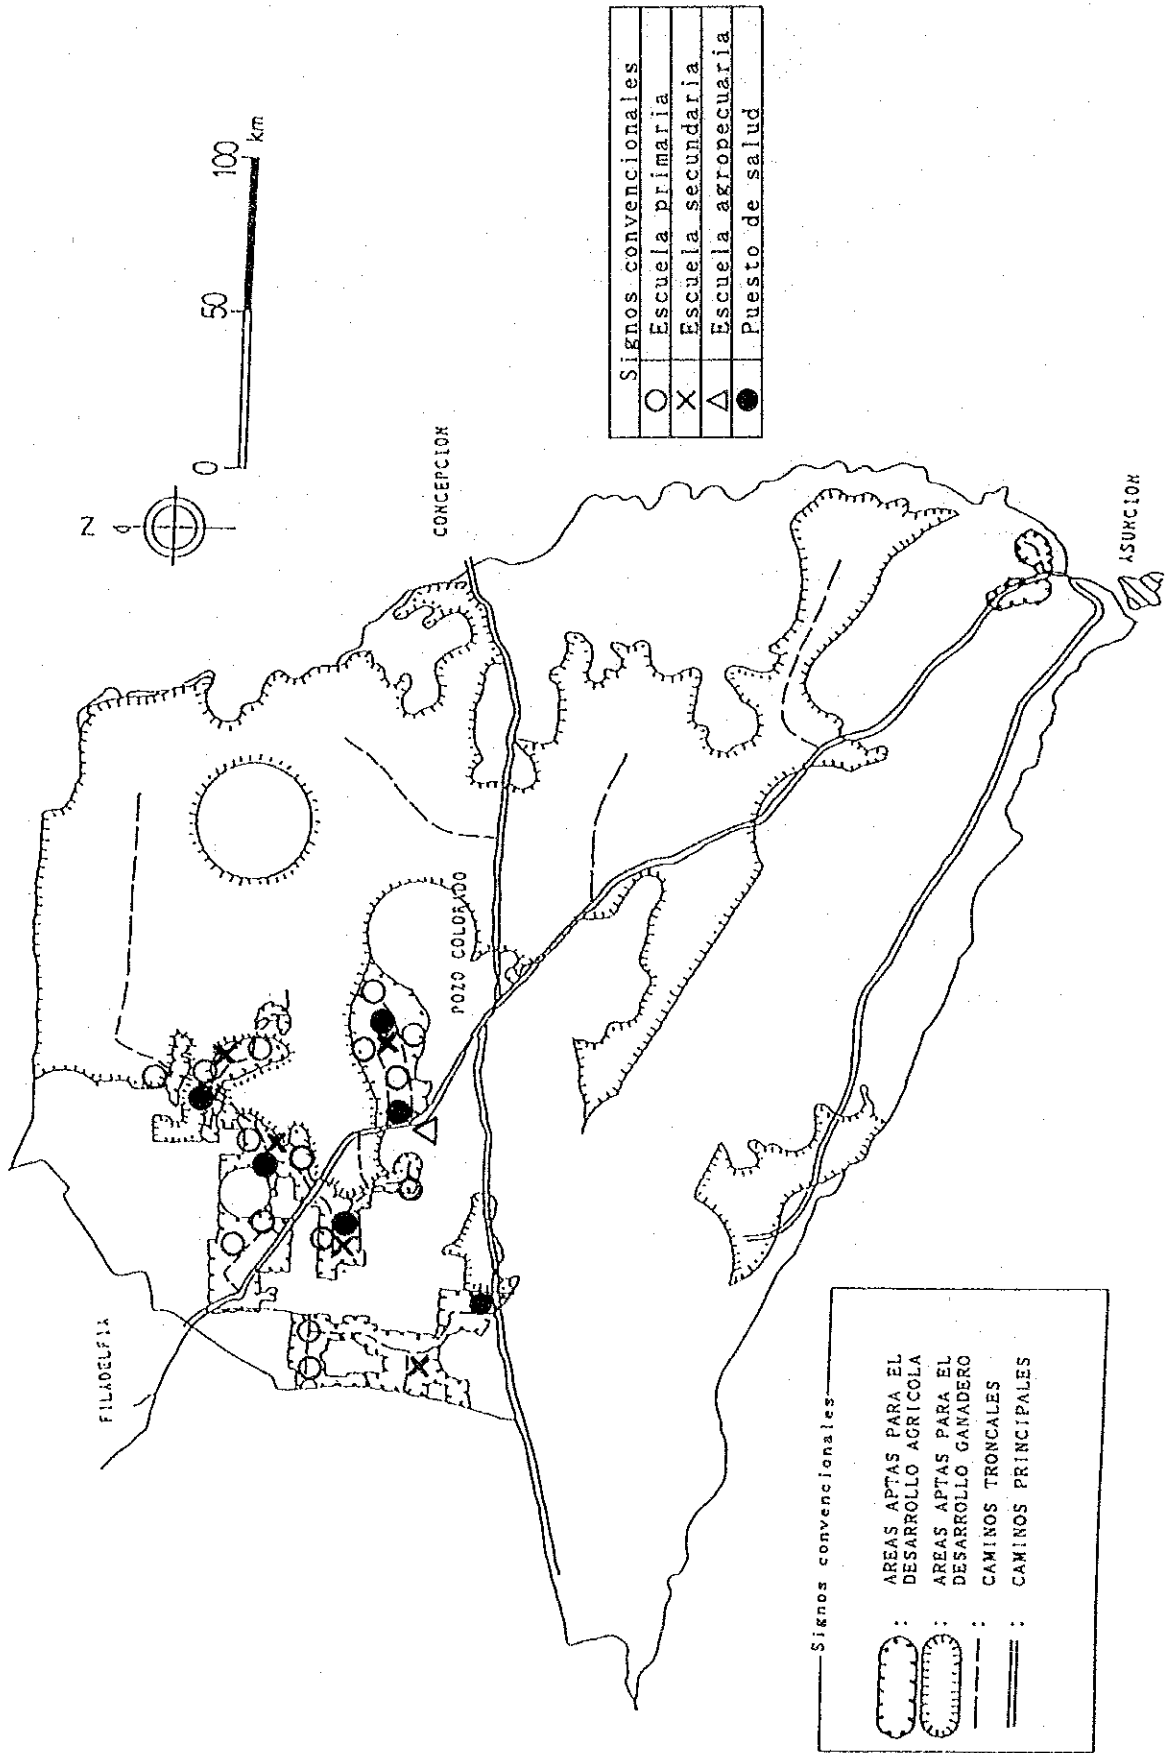 N
0
50
100
km
FILADELFIA
CONCEPCION
POZO COLORADO
ASUNCION
Signos convencionales
Escuela primaria
Escuela secundaria
Escuela agropecuaria
Puesto de salud
Signos convencionales
: AREAS APTAS PARA EL
DESARROLLO AGRICOLA
: AREAS APTAS PARA EL
DESARROLLO GANADERO
: CAMINOS TRONCALES
: CAMINOS PRINCIPALES